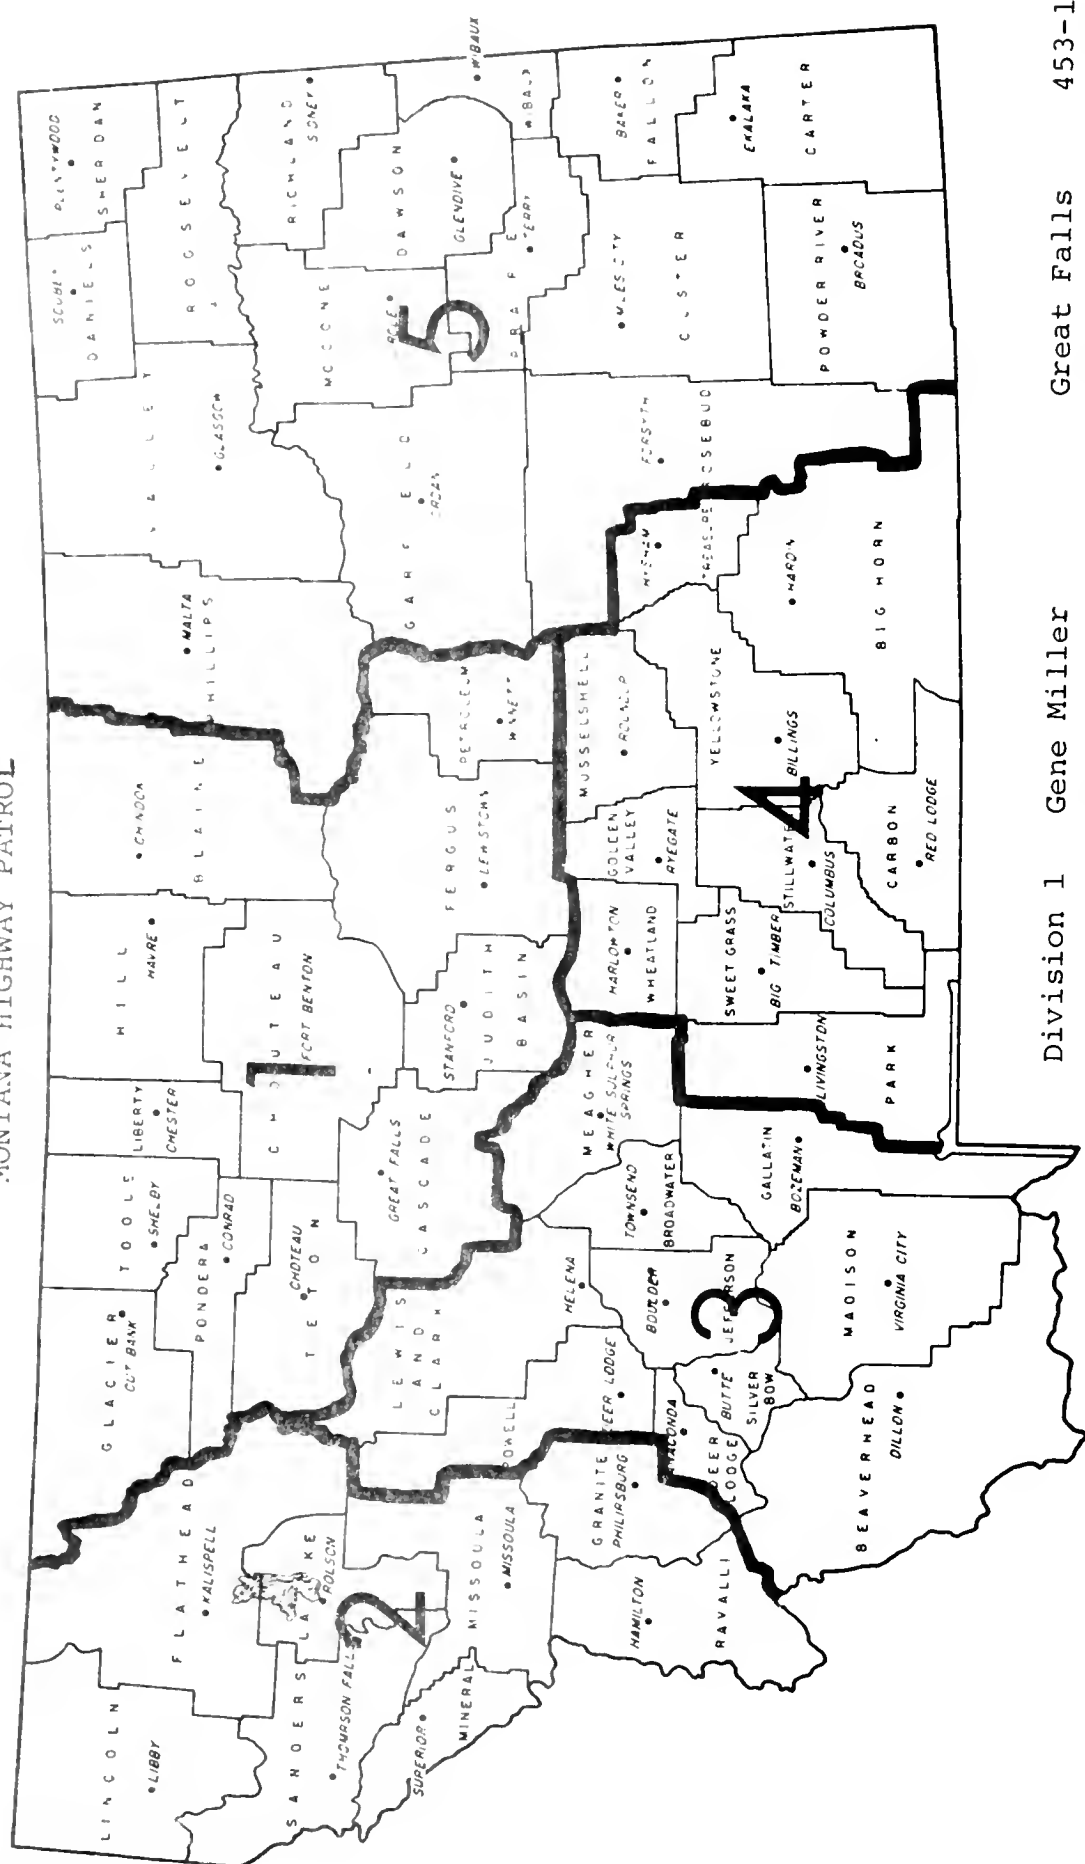 MONTANA HIGHWAY PATROL
LINCOLN
LIBBY
FLATHEAD
KALISPELL
GLACIER
CUT BANK
TOOLE
SHELBY
LIBERTY
CHESTER
HILL
HAVRE
BLAINE
CHINOOK
PHILLIPS
MALTA
VALLEY
GLASGOW
DANIELS
SHERIDAN
ROOSEVELT
SANDERS
THOMPSON FALLS
POLSON
2
PONDERA
CONRAD
TETON
CHOTEAU
CHOUTEAU
FORT BENTON
1
RICHLAND
MCCONE
DAWSON
GLENDIVE
WIBAUX
5
SUPERIOR
MINERAL
MISSOULA
MISSOULA
POWELL
LEWIS
AND
CLARK
CASCADE
GREAT FALLS
STANFORD
JUDITH
BASIN
FERGUS
PETROLEUM
TERRY
HAMILTON
RAVALLI
GRANITE
PHILIPSBURG
DEER LODGE
HELENA
MEAGHER
WHITE SULPHUR
SPRINGS
TOWNSEND
BROADWATER
HARLOWTON
WHEATLAND
GOLDEN
VALLEY
RYEGATE
MUSSELSHELL
ROUNDUP
FORSYTH
ROSEBUD
TREASURE
CUSTER
BAKER
FALLON
ANACONDA
DEER
LODGE
BUTTE
SILVER
BOW
BOULDER
JEFFERSON
3
GALLATIN
BOZEMAN
LIVINGSTON
PARK
SWEET GRASS
BIG TIMBER
STILLWATER
COLUMBUS
YELLOWSTONE
BILLINGS
4
HARDIN
BIG HORN
POWDER RIVER
BROADUS
EKALAKA
CARTER
BEAVERHEAD
DILLON
MADISON
VIRGINIA CITY
CARBON
RED LODGE
Division 1 Gene Miller Great Falls 453-1